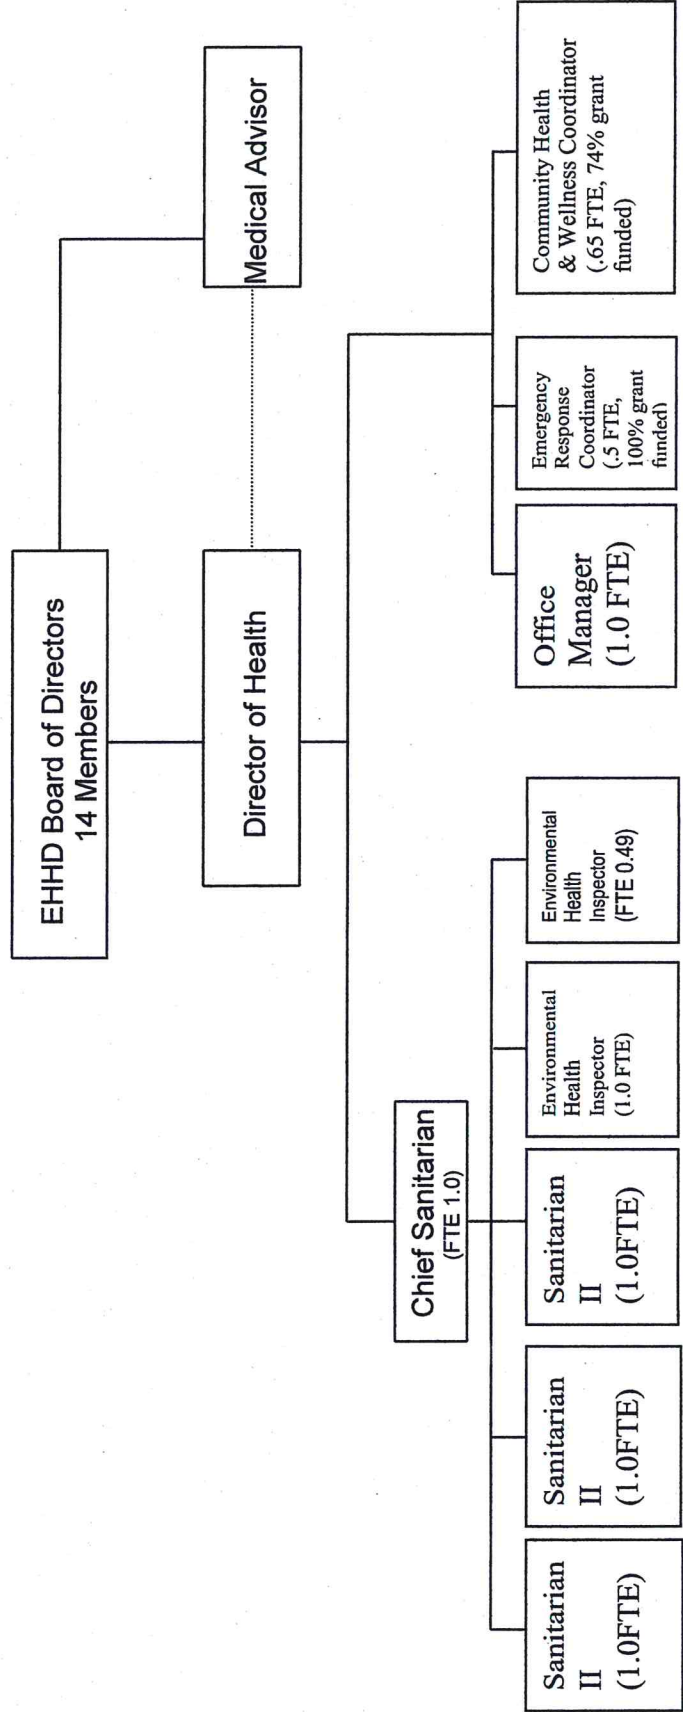 EHHD Board of Directors
14 Members
Medical Advisor
Director of Health
Chief Sanitarian
(FTE 1.0)
Sanitarian
II
(1.0FTE)
Sanitarian
II
(1.0FTE)
Sanitarian
II
(1.0FTE)
Environmental
Health
Inspector
(1.0 FTE)
Environmental
Health
Inspector
(FTE 0.49)
Office
Manager
(1.0 FTE)
Emergency
Response
Coordinator
(.5 FTE,
100% grant
funded)
Community Health
& Wellness Coordinator
(.65 FTE, 74% grant
funded)